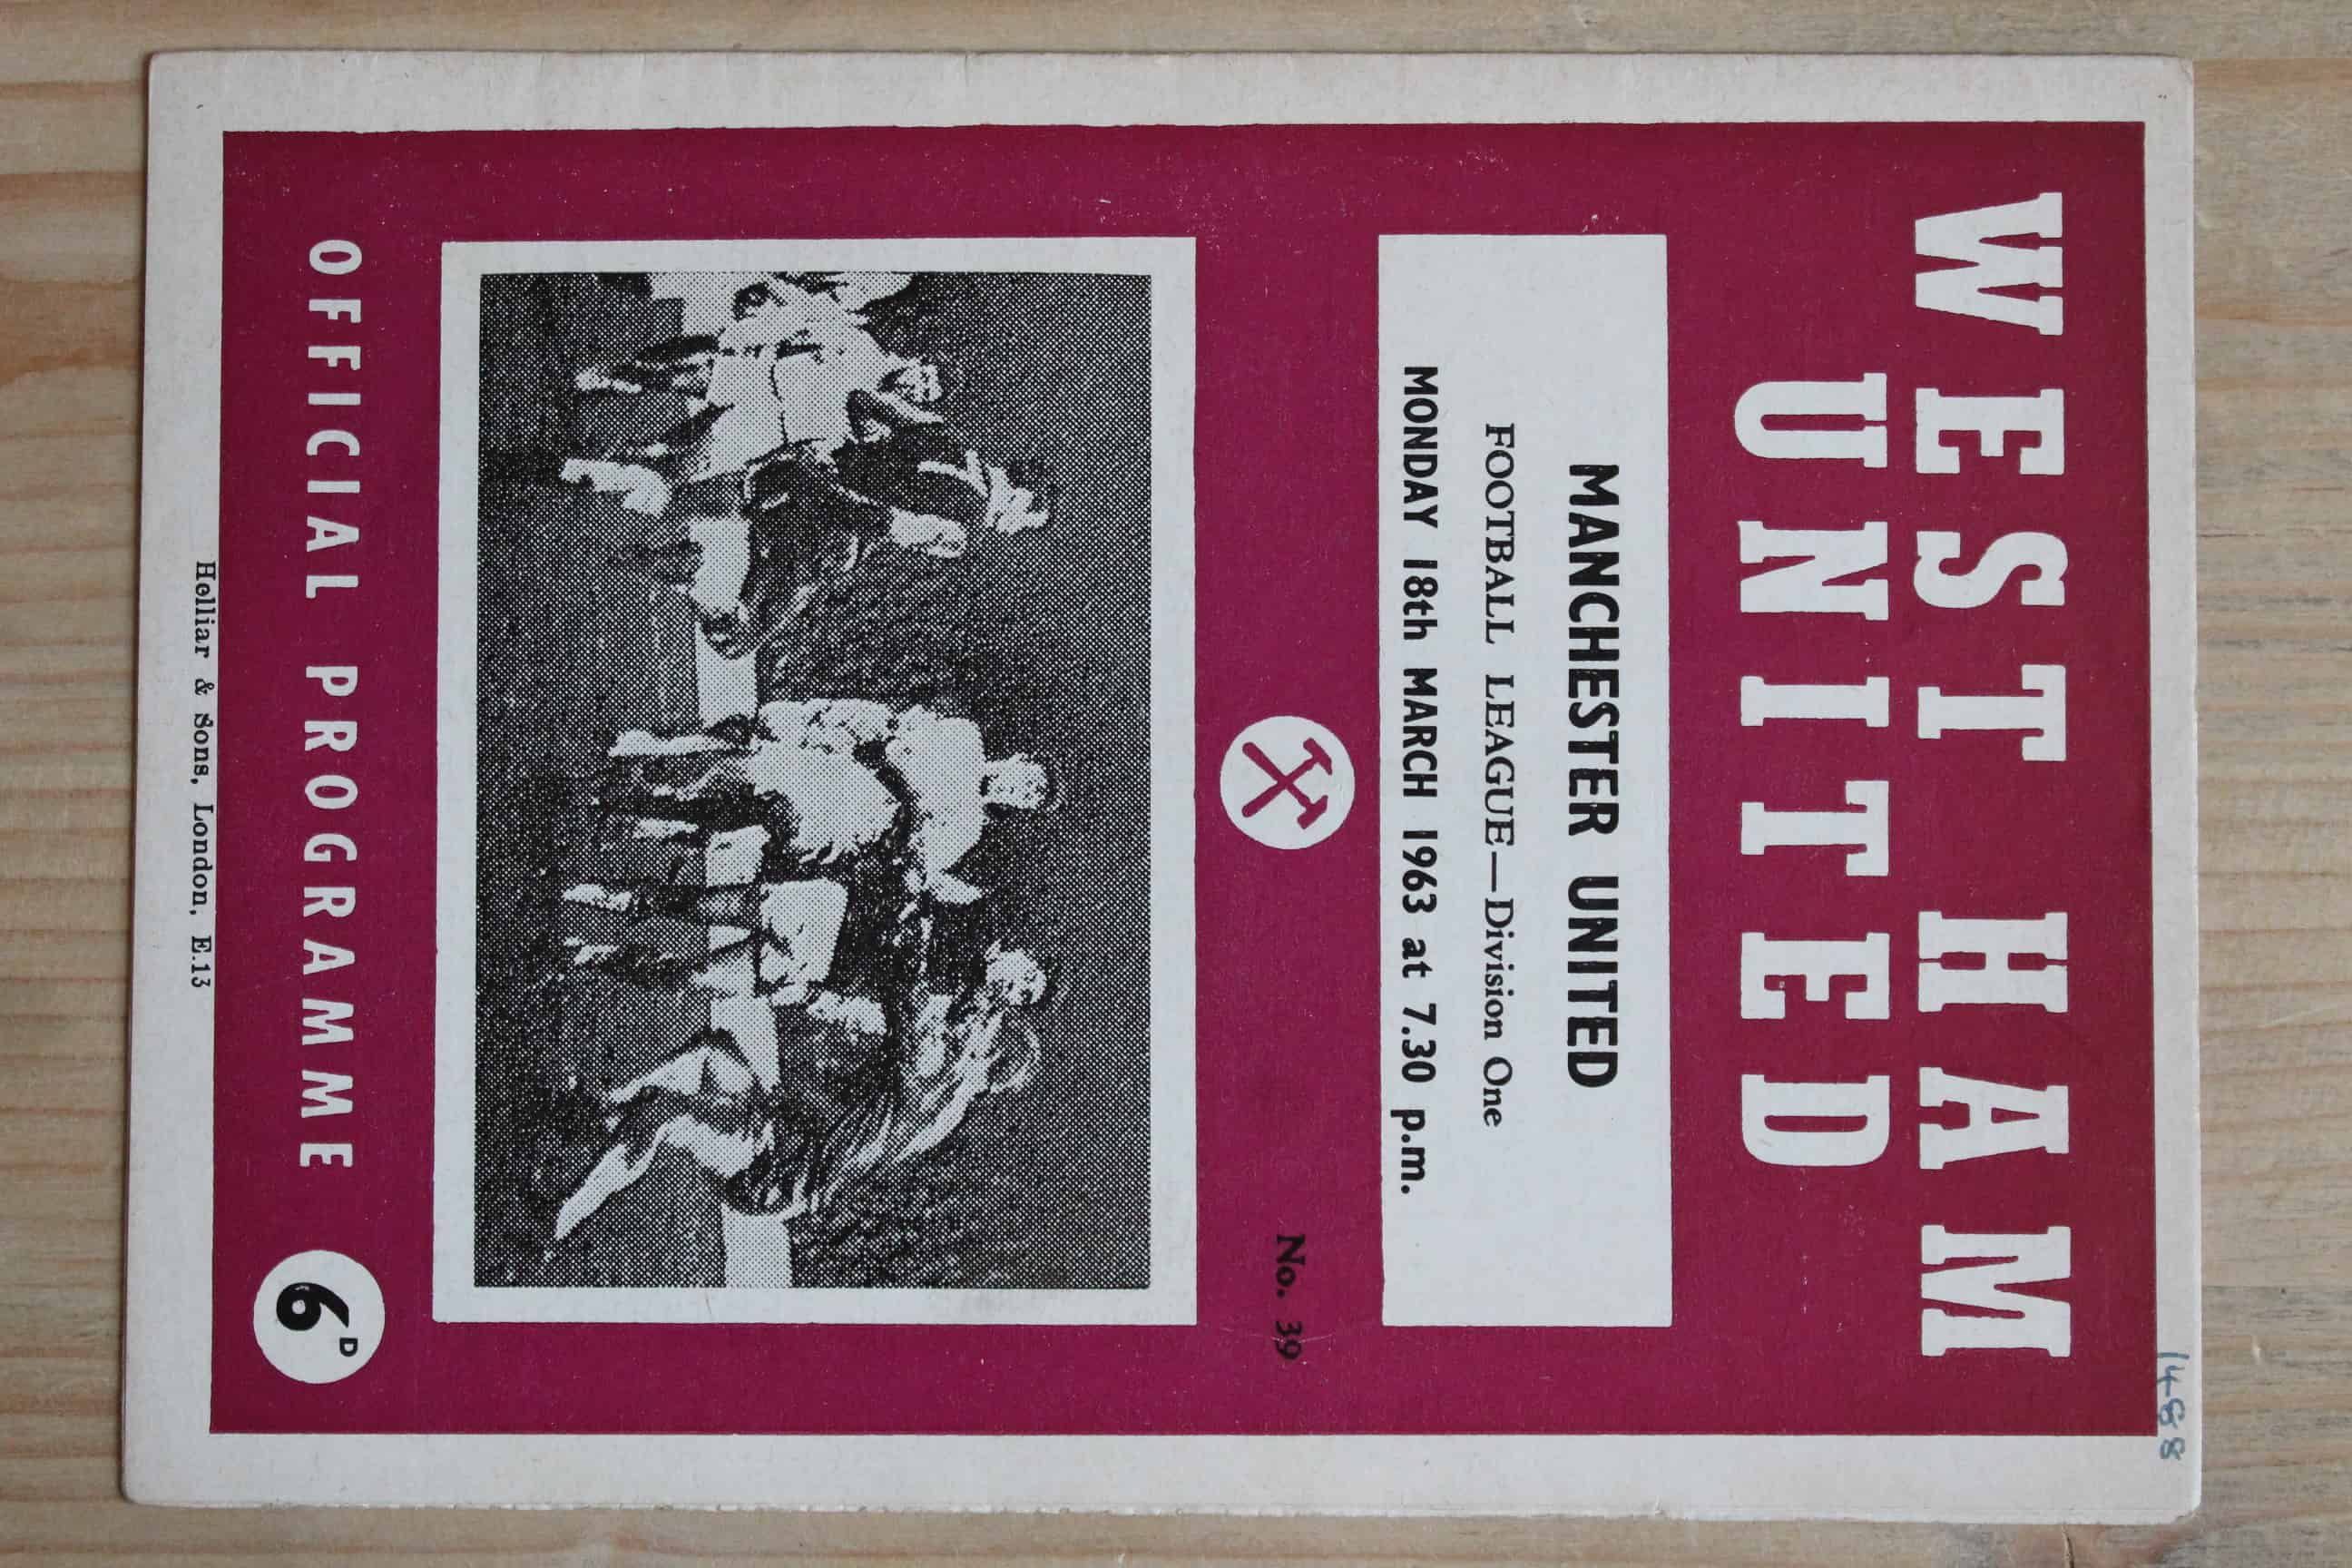 1488
WEST HAM
UNITED
MANCHESTER UNITED
FOOTBALL LEAGUE—Division One
MONDAY 18th MARCH 1963 at 7.30 p.m.
No. 39
OFFICIAL PROGRAMME
6D
Helliar & Sons, London, E.13